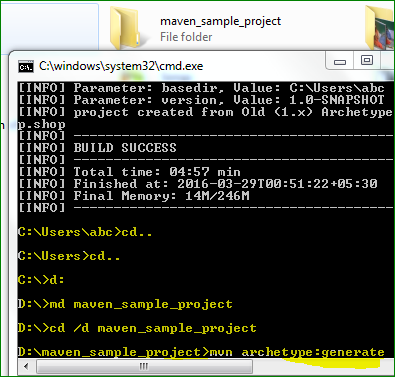 maven_sample_project
File folder
C:\windows\system32\cmd.exe
[INFO] Parameter: basedir, Value: C:\Users\abc
[INFO] Parameter: version, Value: 1.0-SNAPSHOT
[INFO] project created from Old (1.x) Archetype
p.shop
[INFO] ------------------------------------------
[INFO] BUILD SUCCESS
[INFO] ------------------------------------------
[INFO] Total time: 04:57 min
[INFO] Finished at: 2016-03-29T00:51:22+05:30
[INFO] Final Memory: 14M/246M
[INFO] ------------------------------------------
C:\Users\abc>cd..
C:\Users>cd..
C:\>d:
D:\>md maven_sample_project
D:\>cd /d maven_sample_project
D:\maven_sample_project>mvn archetype:generate